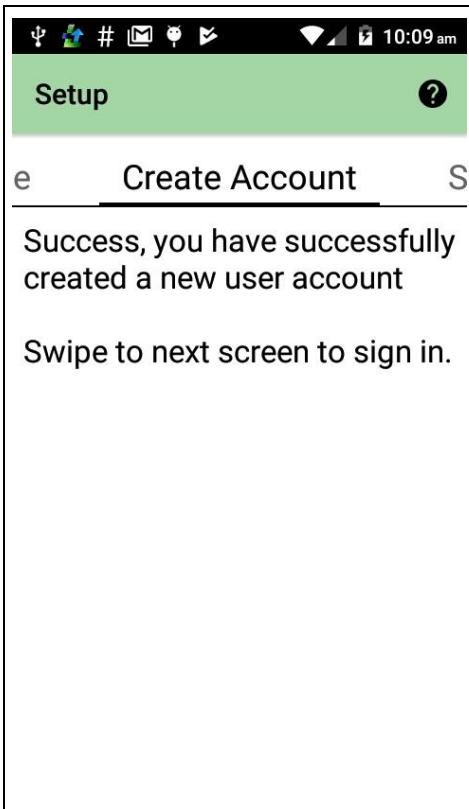 # 10:09 am
Setup ?
e Create Account S
Success, you have successfully
created a new user account
Swipe to next screen to sign in.